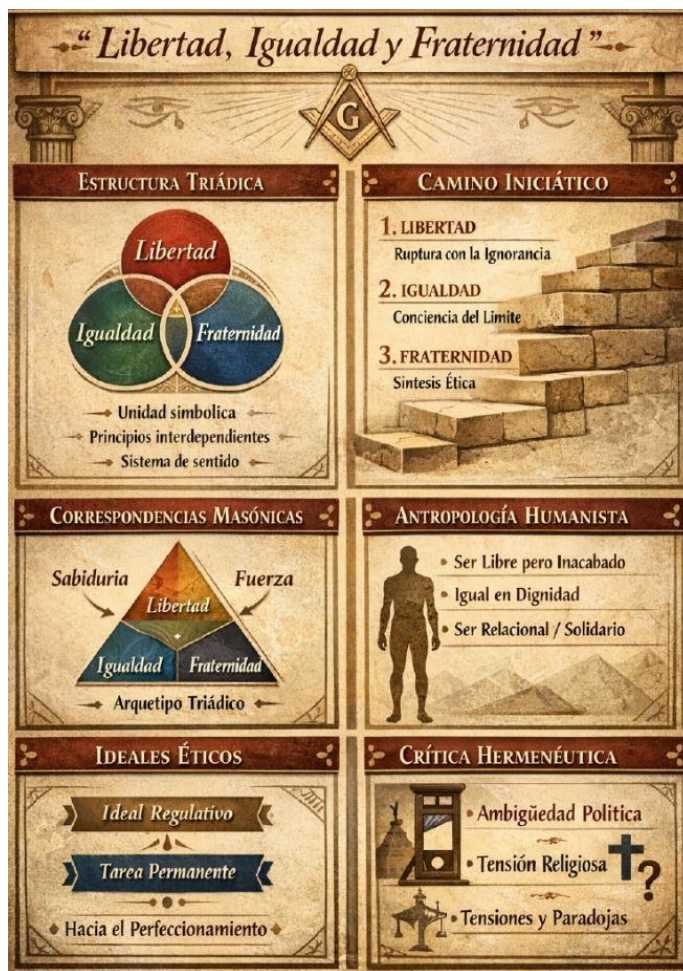 “Libertad, Igualdad y Fraternidad”
G
ESTRUCTURA TRIÁDICA
Libertad
Igualdad
Fraternidad
Unidad simbolica
Principios interdependientes
Sistema de sentido
CAMINO INICIÁTICO
1. LIBERTAD
Ruptura con la Ignorancia
2. IGUALDAD
Conciencia del Limite
3. FRATERNIDAD
Síntesis Ética
CORRESPONDENCIAS MASÓNICAS
Sabiduria
Fuerza
Libertad
Igualdad
Fraternidad
Arquetipo Triádico
ANTROPOLOGÍA HUMANISTA
• Ser Libre pero Inacabado
• Igual en Dignidad
• Ser Relacional / Solidario
IDEALES ÉTICOS
Ideal Regulativo
Tarea Permanente
Hacia el Perfeccionamiento
CRÍTICA HERMENÉUTICA
• Ambigüedad Politica
• Tensión Religiosa
?
• Tensiones y Paradojas